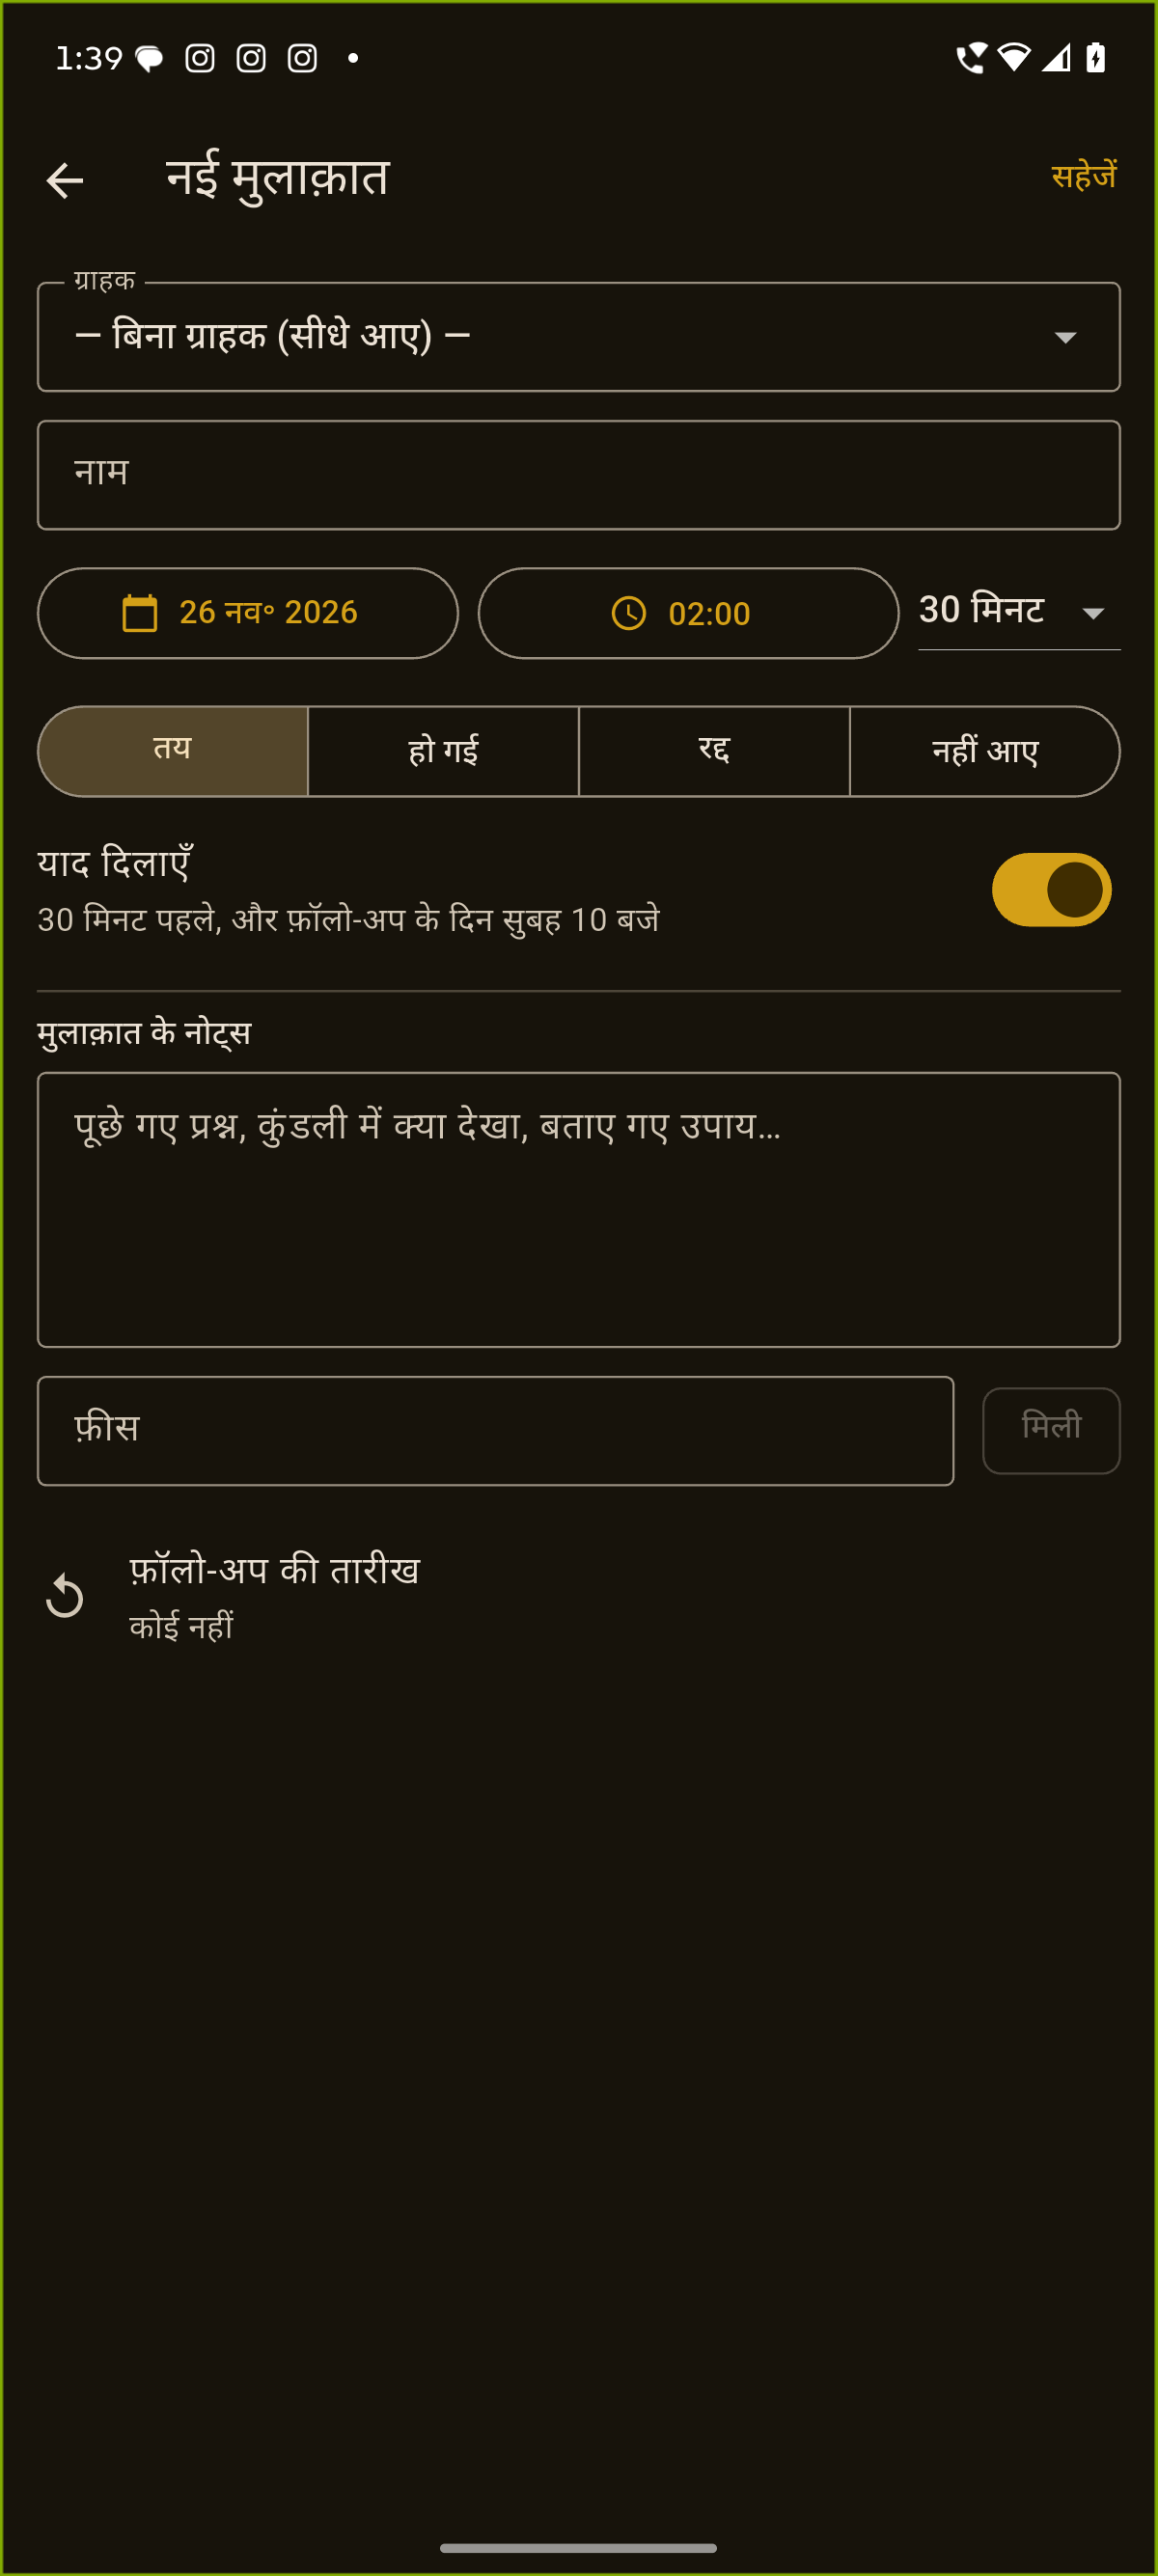 1:39
नई मुलाक़ात
सहेजें
ग्राहक
— बिना ग्राहक (सीधे आए) —
नाम
26 नव॰ 2026
02:00
30 मिनट
तय
हो गई
रद्द
नहीं आए
याद दिलाएँ
30 मिनट पहले, और फ़ॉलो-अप के दिन सुबह 10 बजे
मुलाक़ात के नोट्स
पूछे गए प्रश्न, कुंडली में क्या देखा, बताए गए उपाय…
फ़ीस
मिली
फ़ॉलो-अप की तारीख
कोई नहीं